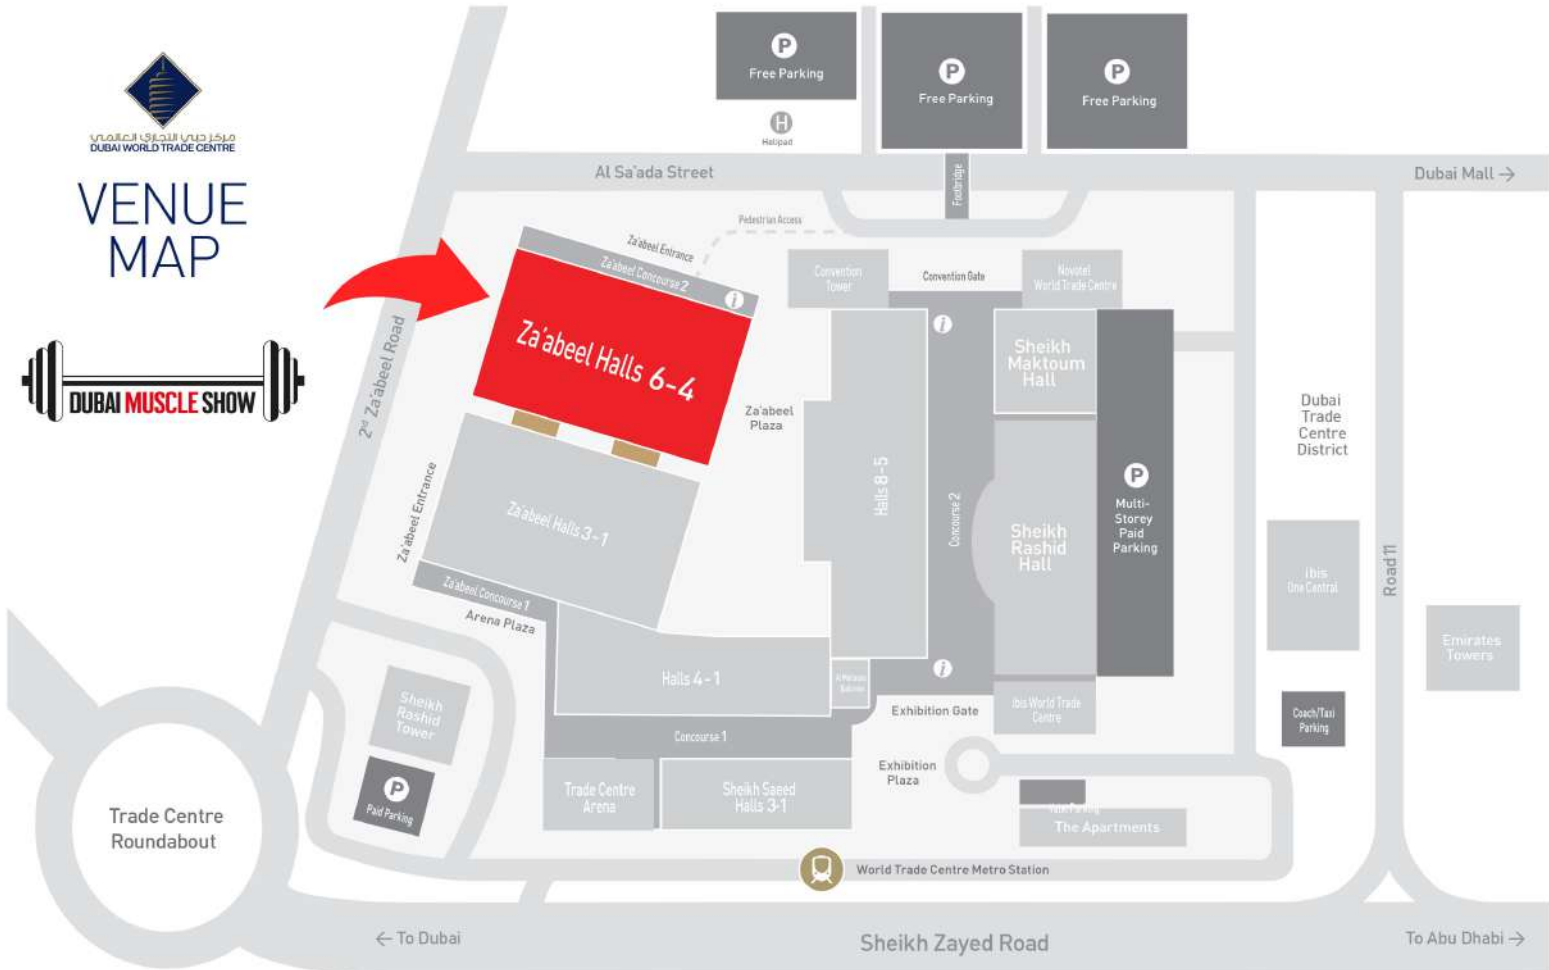 مركز دبي التجاري العالمي
DUBAI WORLD TRADE CENTRE
VENUE
MAP
DUBAI MUSCLE SHOW
P
Free Parking
P
Free Parking
P
Free Parking
H
Helipad
Al Sa'ada Street
Footbridge
Dubai Mall →
Pedestrian Access
Za'abeel Entrance
Za'abeel Concourse 2
i
Za'abeel Halls 6-4
2nd Za'abeel Road
Convention
Tower
Convention Gate
Novotel
World Trade Centre
i
Sheikh
Maktoum
Hall
Za'abeel
Plaza
Halls 8-5
Concourse 2
Sheikh
Rashid
Hall
P
Multi-
Storey
Paid
Parking
Dubai
Trade
Centre
District
Za'abeel Entrance
Za'abeel Halls 3-1
Za'abeel Concourse 1
Arena Plaza
ibis
One Central
Road 11
Emirates
Towers
Halls 4-1
i
Sheikh
Rashid
Tower
Exhibition Gate
Ibis World Trade
Centre
Coach/Taxi
Parking
Concourse 1
Exhibition
Plaza
P
Paid Parking
Trade Centre
Arena
Sheikh Saeed
Halls 3-1
The Apartments
Trade Centre
Roundabout
World Trade Centre Metro Station
← To Dubai
Sheikh Zayed Road
To Abu Dhabi →